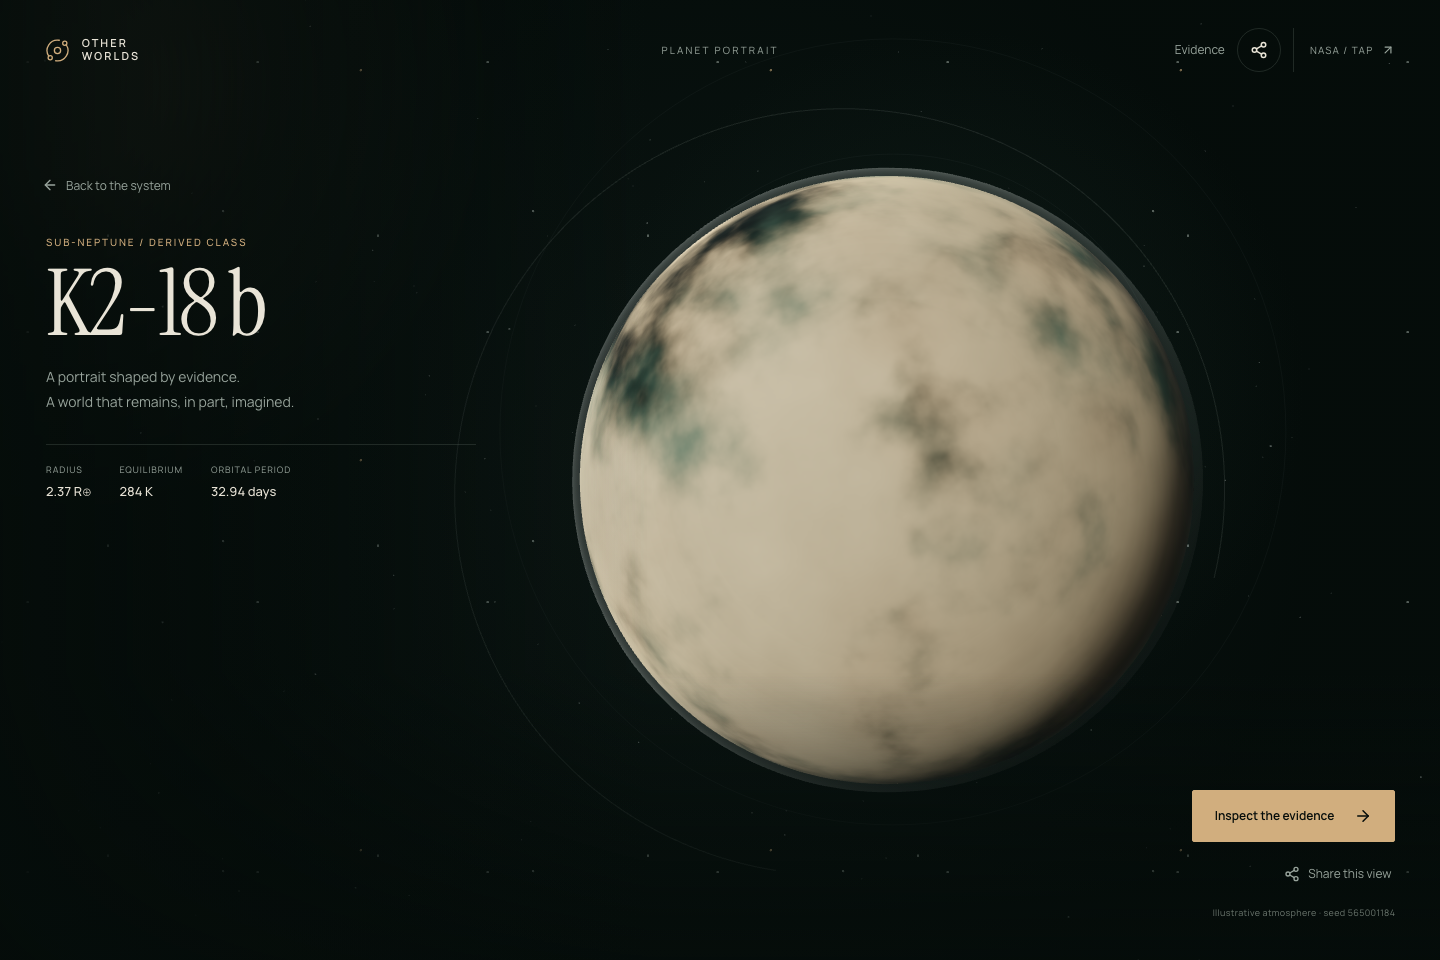 OTHER
WORLDS
PLANET PORTRAIT
Evidence
NASA / TAP
Back to the system
SUB-NEPTUNE / DERIVED CLASS
K2-18 b
A portrait shaped by evidence.
A world that remains, in part, imagined.
RADIUS
EQUILIBRIUM
ORBITAL PERIOD
2.37 R⊕
284 K
32.94 days
Inspect the evidence
Share this view
Illustrative atmosphere · seed 565001184